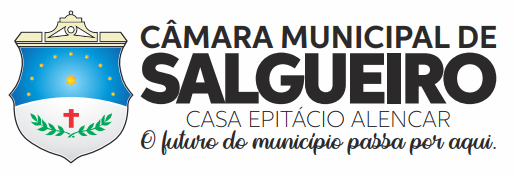 CÂMARA MUNICIPAL DE
SALGUEIRO
CASA EPITÁCIO ALENCAR
O futuro do município passa por aqui.